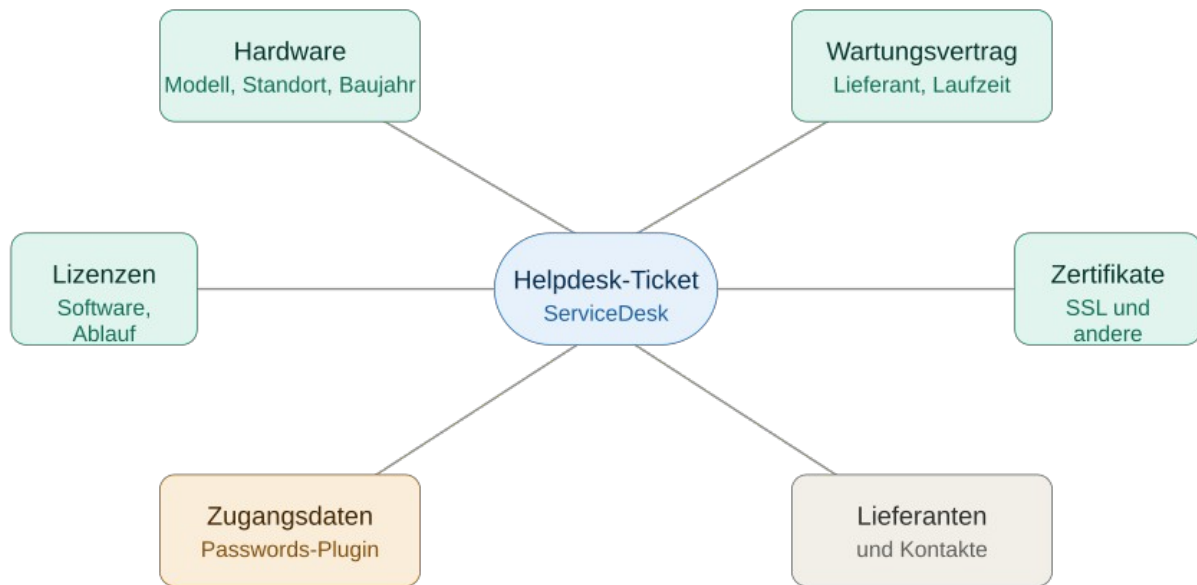 Hardware
Modell, Standort, Baujahr
Wartungsvertrag
Lieferant, Laufzeit
Lizenzen
Software,
Ablauf
Helpdesk-Ticket
ServiceDesk
Zertifikate
SSL und
andere
Zugangsdaten
Passwords-Plugin
Lieferanten
und Kontakte